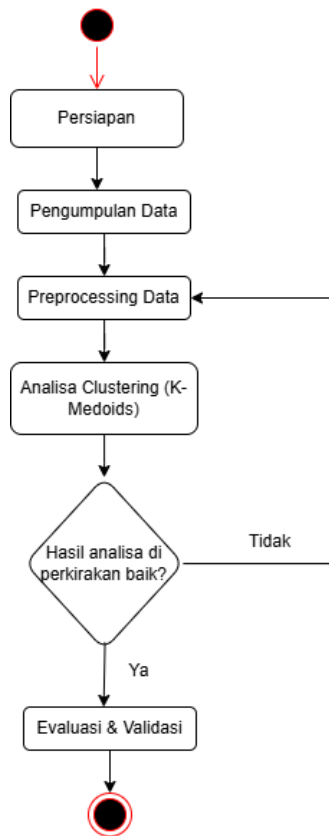 Persiapan
Pengumpulan Data
Preprocessing Data
Analisa Clustering (K-
Medoids)
Hasil analisa di
perkirakan baik?
Tidak
Ya
Evaluasi & Validasi